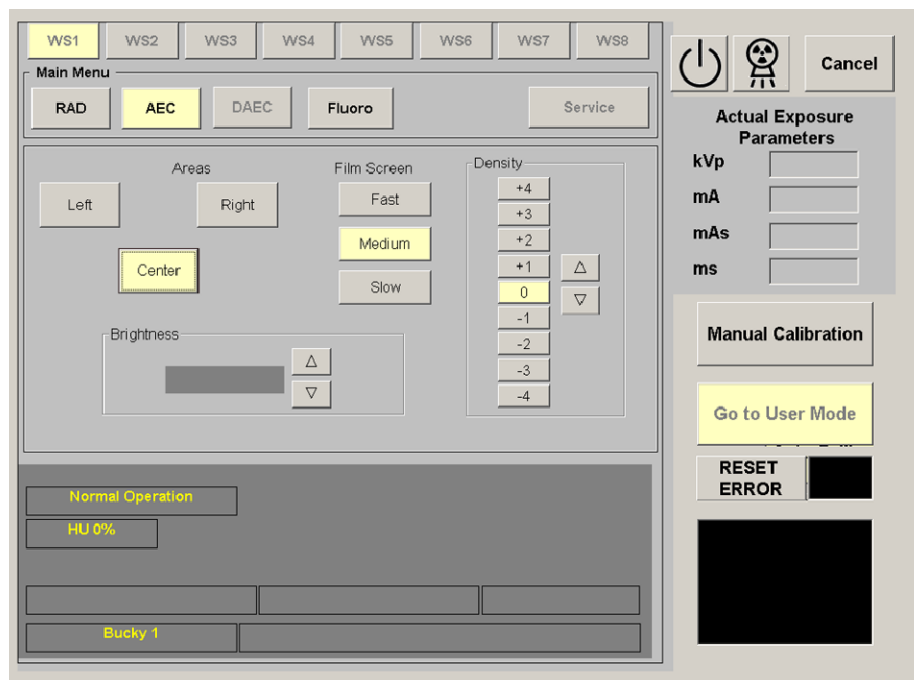 WS1 WS2 WS3 WS4 WS5 WS6 WS7 WS8
Main Menu
RAD AEC DAEC Fluoro Service
Cancel
Actual Exposure
Parameters
kVp
mA
mAs
ms
Areas
Left Right
Center
Film Screen
Fast
Medium
Slow
Density
+4
+3
+2
+1
0
-1
-2
-3
-4
Brightness
Manual Calibration
Go to User Mode
RESET
ERROR
Normal Operation
HU 0%
Bucky 1